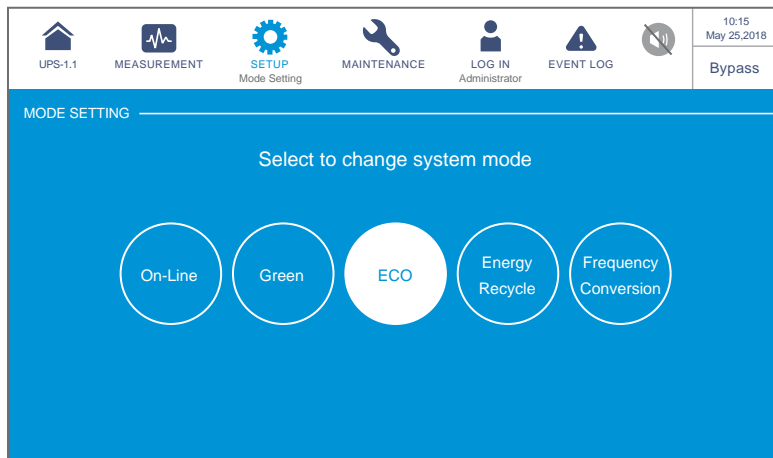 UPS-1.1
MEASUREMENT
SETUP
Mode Setting
MAINTENANCE
LOG IN
Administrator
EVENT LOG
10:15
May 25,2018
Bypass
MODE SETTING
Select to change system mode
On-Line
Green
ECO
Energy
Recycle
Frequency
Conversion